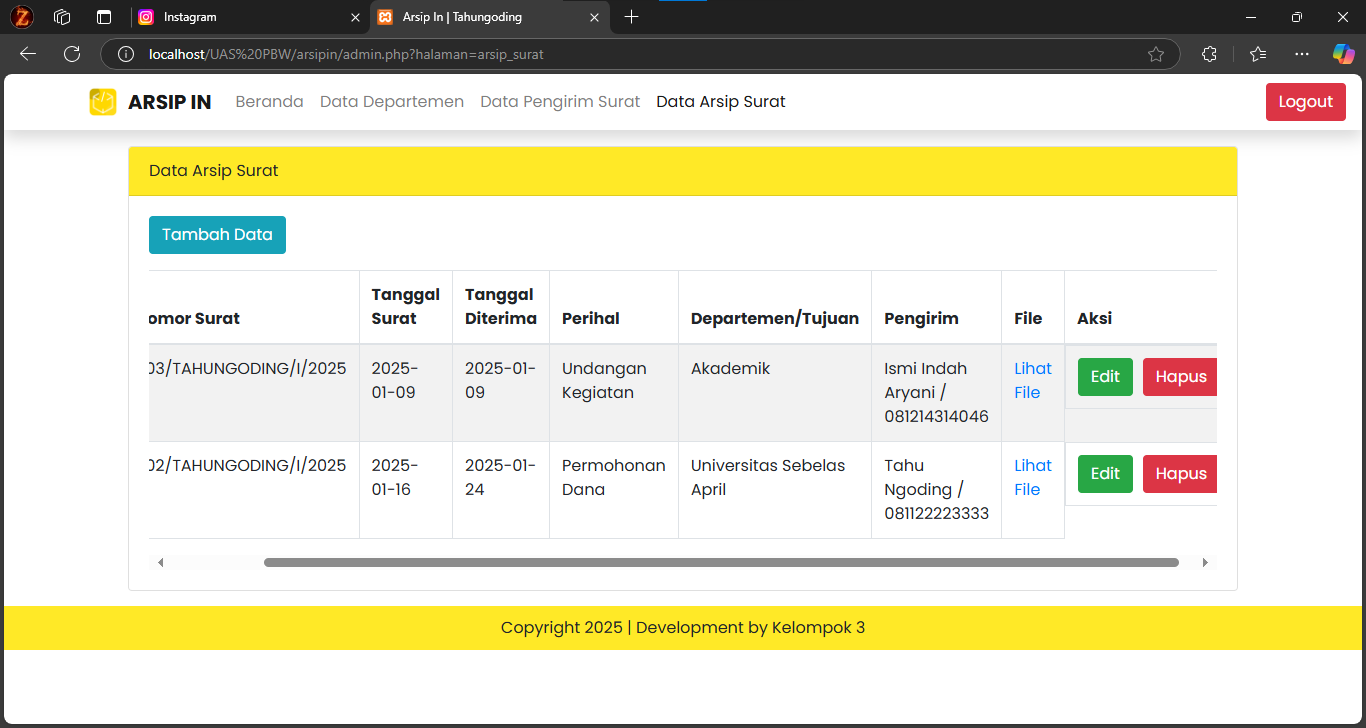 Instagram
Arsip In | Tahungoding
localhost/UAS%20PBW/arsipin/admin.php?halaman=arsip_surat
ARSIP IN Beranda Data Departemen Data Pengirim Surat Data Arsip Surat Logout
Data Arsip Surat
Tambah Data
omor Surat
Tanggal
Surat
Tanggal
Diterima
Perihal
Departemen/Tujuan
Pengirim
File
Aksi
03/TAHUNGODING/I/2025
2025-
01-09
2025-01-
09
Undangan
Kegiatan
Akademik
Ismi Indah
Aryani /
081214314046
Lihat
File
Edit
Hapus
02/TAHUNGODING/I/2025
2025-
01-16
2025-01-
24
Permohonan
Dana
Universitas Sebelas
April
Tahu
Ngoding /
081122223333
Lihat
File
Edit
Hapus
Copyright 2025 | Development by Kelompok 3